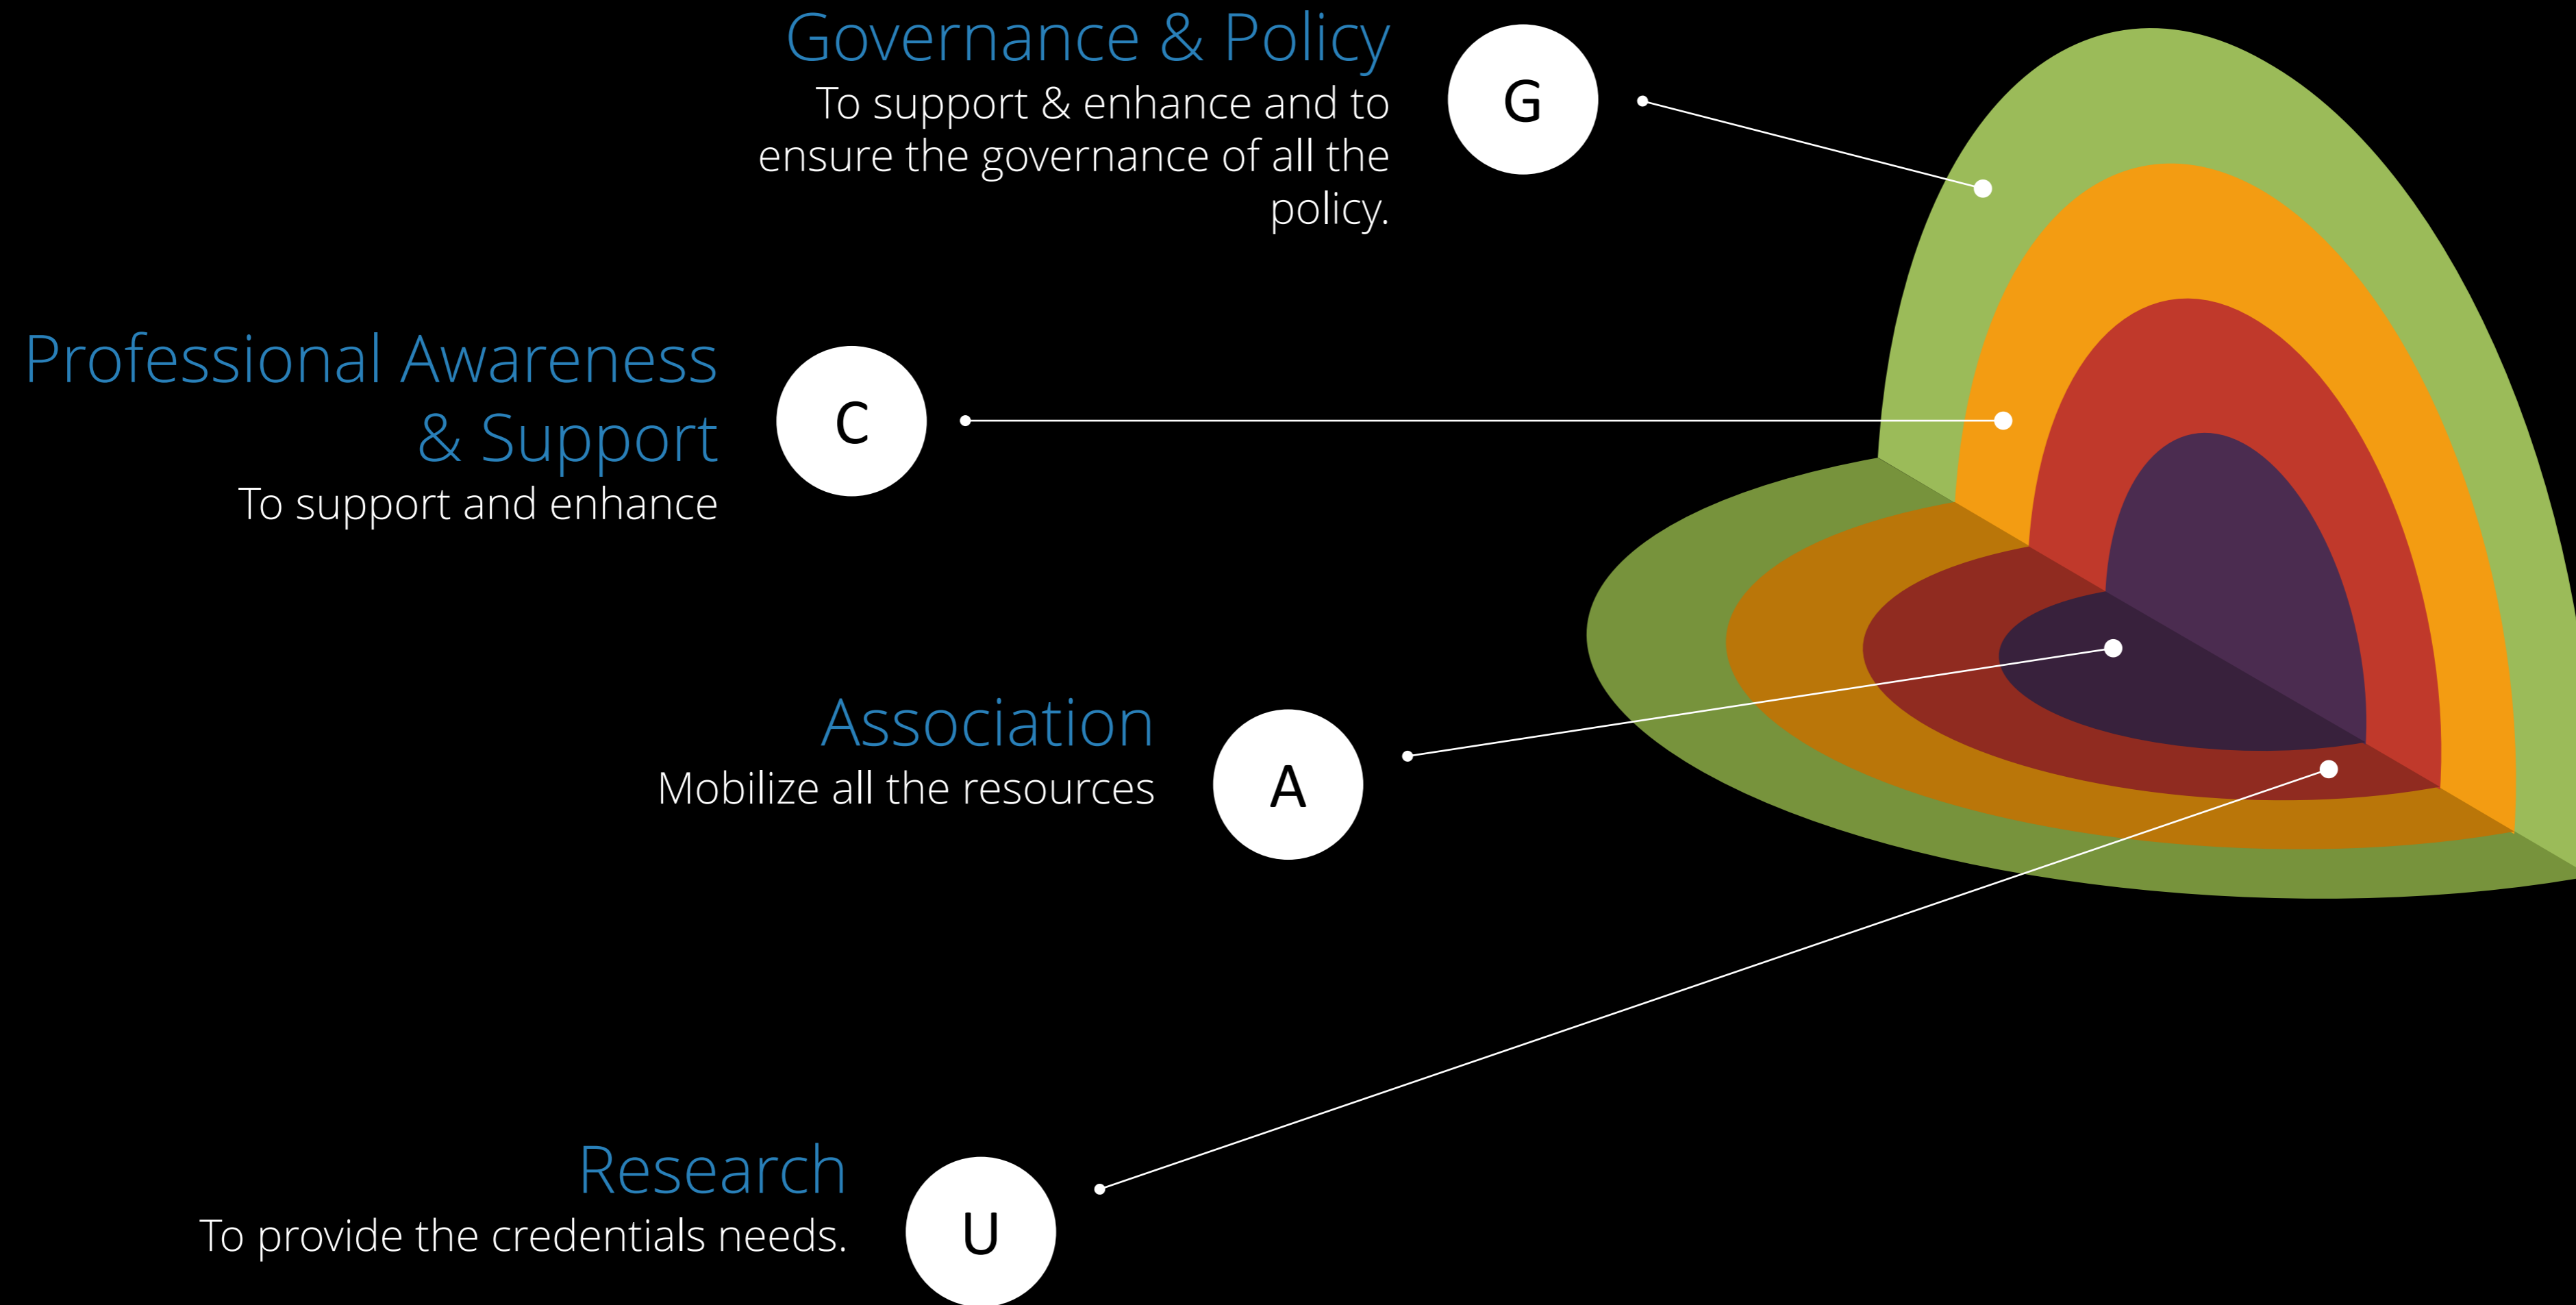 Governance & Policy
To support & enhance and to
ensure the governance of all the
policy.
G
Professional Awareness
& Support
To support and enhance
C
Association
Mobilize all the resources
A
Research
To provide the credentials needs.
U